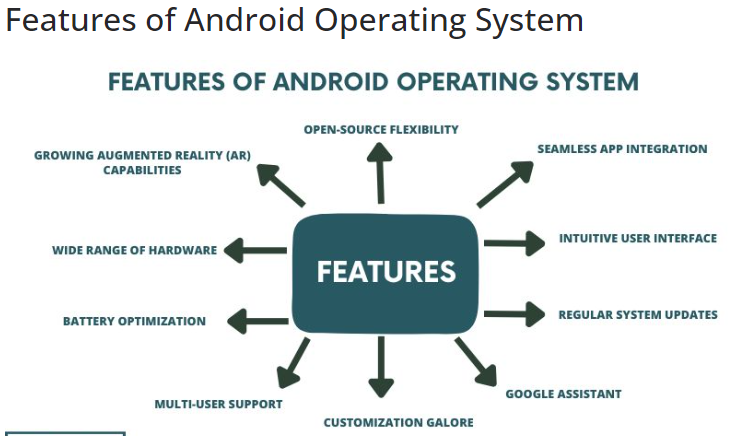 Features of Android Operating System
FEATURES OF ANDROID OPERATING SYSTEM
OPEN-SOURCE FLEXIBILITY
SEAMLESS APP INTEGRATION
GROWING AUGMENTED REALITY (AR)
CAPABILITIES
INTUITIVE USER INTERFACE
WIDE RANGE OF HARDWARE
FEATURES
REGULAR SYSTEM UPDATES
BATTERY OPTIMIZATION
GOOGLE ASSISTANT
MULTI-USER SUPPORT
CUSTOMIZATION GALORE